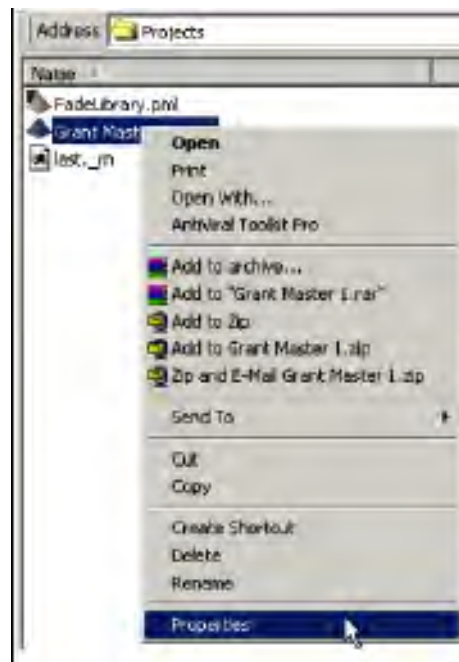 Address Projects
Name
FadeLibrary.pml
Grant Mast
last._m
Open
Print
Open With...
Antiviral Toolkit Pro
Add to archive...
Add to "Grant Master 1.rar"
Add to Zip
Add to Grant Master 1.zip
Zip and E-Mail Grant Master 1.zip
Send To
Cut
Copy
Create Shortcut
Delete
Rename
Properties